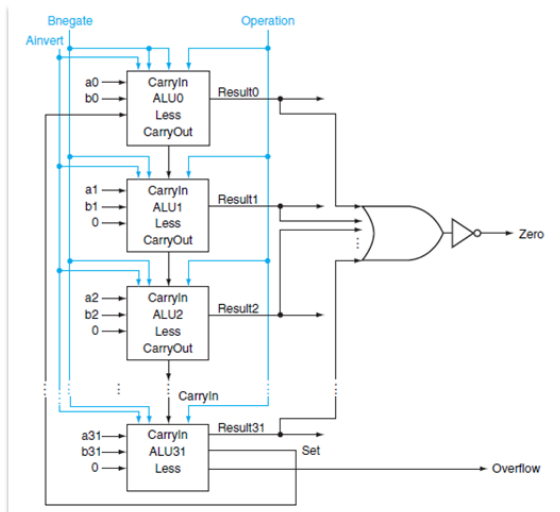 Bnegate
Operation
Ainvert
a0
b0
CarryIn
ALU0
Less
CarryOut
Result0
a1
b1
0
CarryIn
ALU1
Less
CarryOut
Result1
Zero
a2
b2
0
CarryIn
ALU2
Less
CarryOut
Result2
CarryIn
a31
b31
0
CarryIn
ALU31
Less
Result31
Set
Overflow